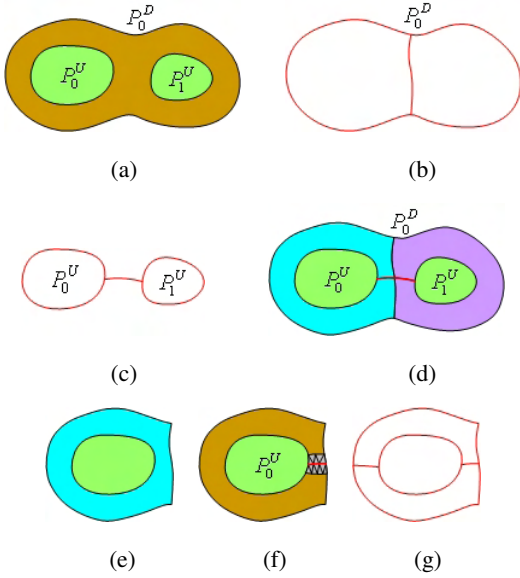 P_0^D
P_0^U P_1^U
(a)
P_0^D
(b)
P_0^U P_1^U
(c)
P_0^D
P_0^U P_1^U
(d)
(e)
P_0^U
(f)
(g)